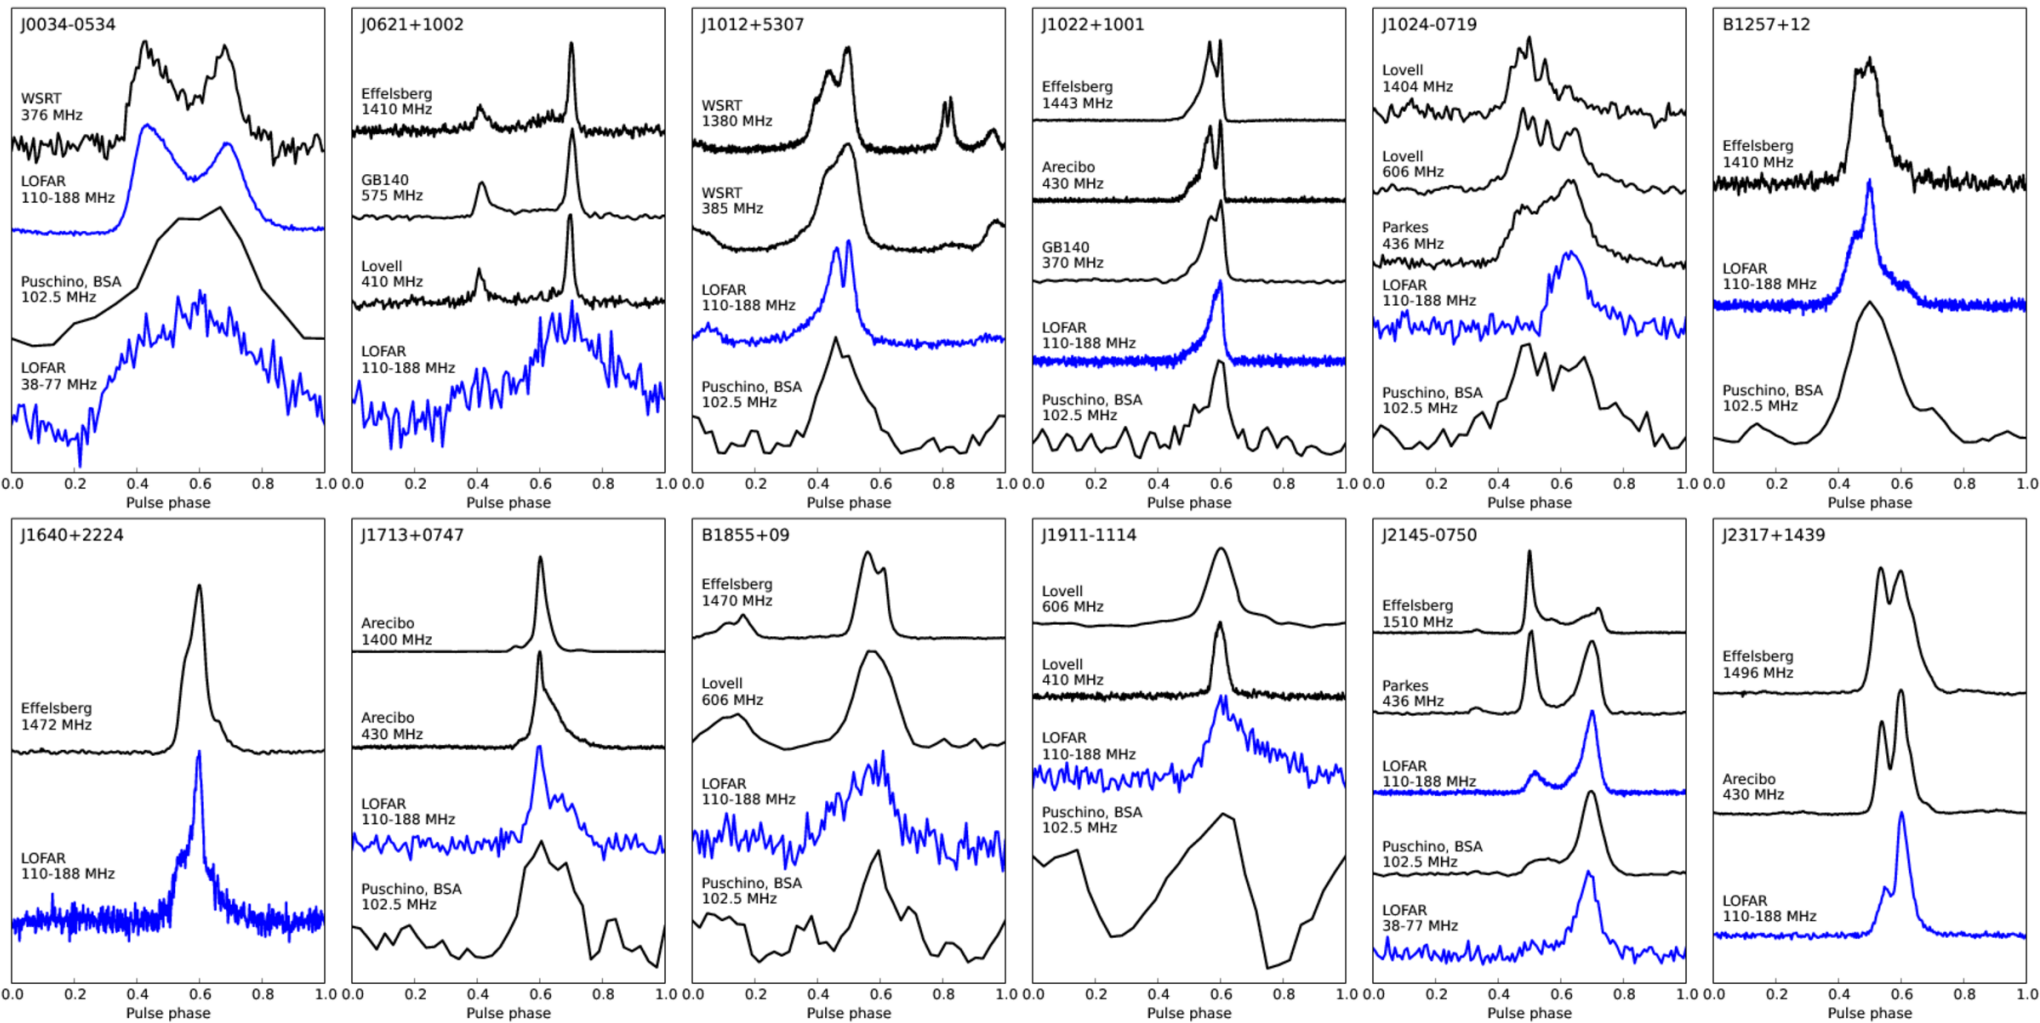 J0034-0534
WSRT
376 MHz
LOFAR
110-188 MHz
Puschino, BSA
102.5 MHz
LOFAR
38-77 MHz
0.0 0.2 0.4 0.6 0.8 1.0
Pulse phase
J0621+1002
Effelsberg
1410 MHz
GB140
575 MHz
Lovell
410 MHz
LOFAR
110-188 MHz
0.0 0.2 0.4 0.6 0.8 1.0
Pulse phase
J1012+5307
WSRT
1380 MHz
WSRT
385 MHz
LOFAR
110-188 MHz
Puschino, BSA
102.5 MHz
0.0 0.2 0.4 0.6 0.8 1.0
Pulse phase
J1022+1001
Effelsberg
1443 MHz
Arecibo
430 MHz
GB140
370 MHz
LOFAR
110-188 MHz
Puschino, BSA
102.5 MHz
0.0 0.2 0.4 0.6 0.8 1.0
Pulse phase
J1024-0719
Lovell
1404 MHz
Lovell
606 MHz
Parkes
436 MHz
LOFAR
110-188 MHz
Puschino, BSA
102.5 MHz
0.0 0.2 0.4 0.6 0.8 1.0
Pulse phase
B1257+12
Effelsberg
1410 MHz
LOFAR
110-188 MHz
Puschino, BSA
102.5 MHz
0.0 0.2 0.4 0.6 0.8 1.0
Pulse phase
J1640+2224
Effelsberg
1472 MHz
LOFAR
110-188 MHz
0.0 0.2 0.4 0.6 0.8 1.0
Pulse phase
J1713+0747
Arecibo
1400 MHz
Arecibo
430 MHz
LOFAR
110-188 MHz
Puschino, BSA
102.5 MHz
0.0 0.2 0.4 0.6 0.8 1.0
Pulse phase
B1855+09
Effelsberg
1470 MHz
Lovell
606 MHz
LOFAR
110-188 MHz
Puschino, BSA
102.5 MHz
0.0 0.2 0.4 0.6 0.8 1.0
Pulse phase
J1911-1114
Lovell
606 MHz
Lovell
410 MHz
LOFAR
110-188 MHz
Puschino, BSA
102.5 MHz
0.0 0.2 0.4 0.6 0.8 1.0
Pulse phase
J2145-0750
Effelsberg
1510 MHz
Parkes
436 MHz
LOFAR
110-188 MHz
Puschino, BSA
102.5 MHz
LOFAR
38-77 MHz
0.0 0.2 0.4 0.6 0.8 1.0
Pulse phase
J2317+1439
Effelsberg
1496 MHz
Arecibo
430 MHz
LOFAR
110-188 MHz
0.0 0.2 0.4 0.6 0.8 1.0
Pulse phase